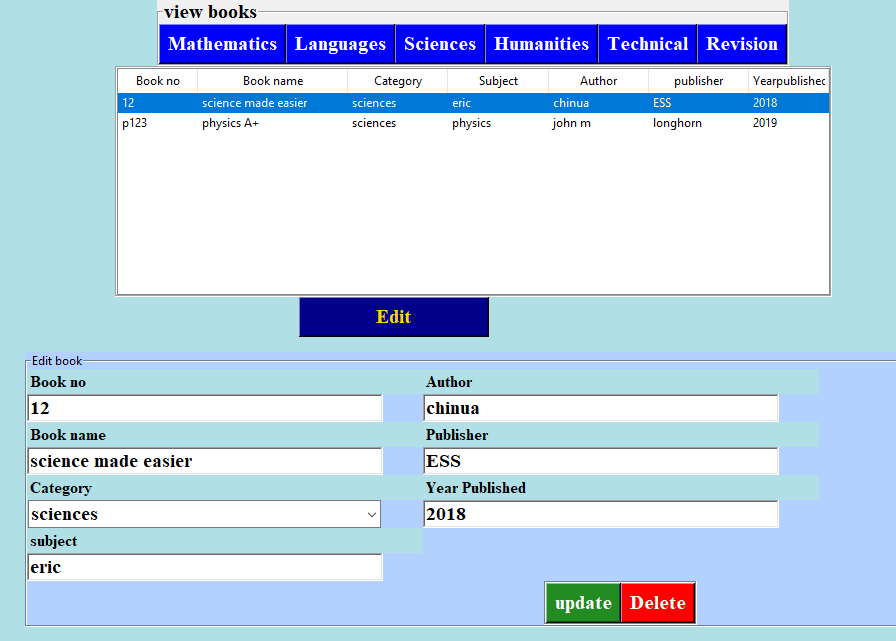 view books
Mathematics Languages Sciences Humanities Technical Revision
Book no Book name Category Subject Author publisher Yearpublished
12 science made easier sciences eric chinua ESS 2018
p123 physics A+ sciences physics john m longhorn 2019
Edit
Edit book
Book no Author
12 chinua
Book name Publisher
science made easier ESS
Category Year Published
sciences 2018
subject
eric
update Delete